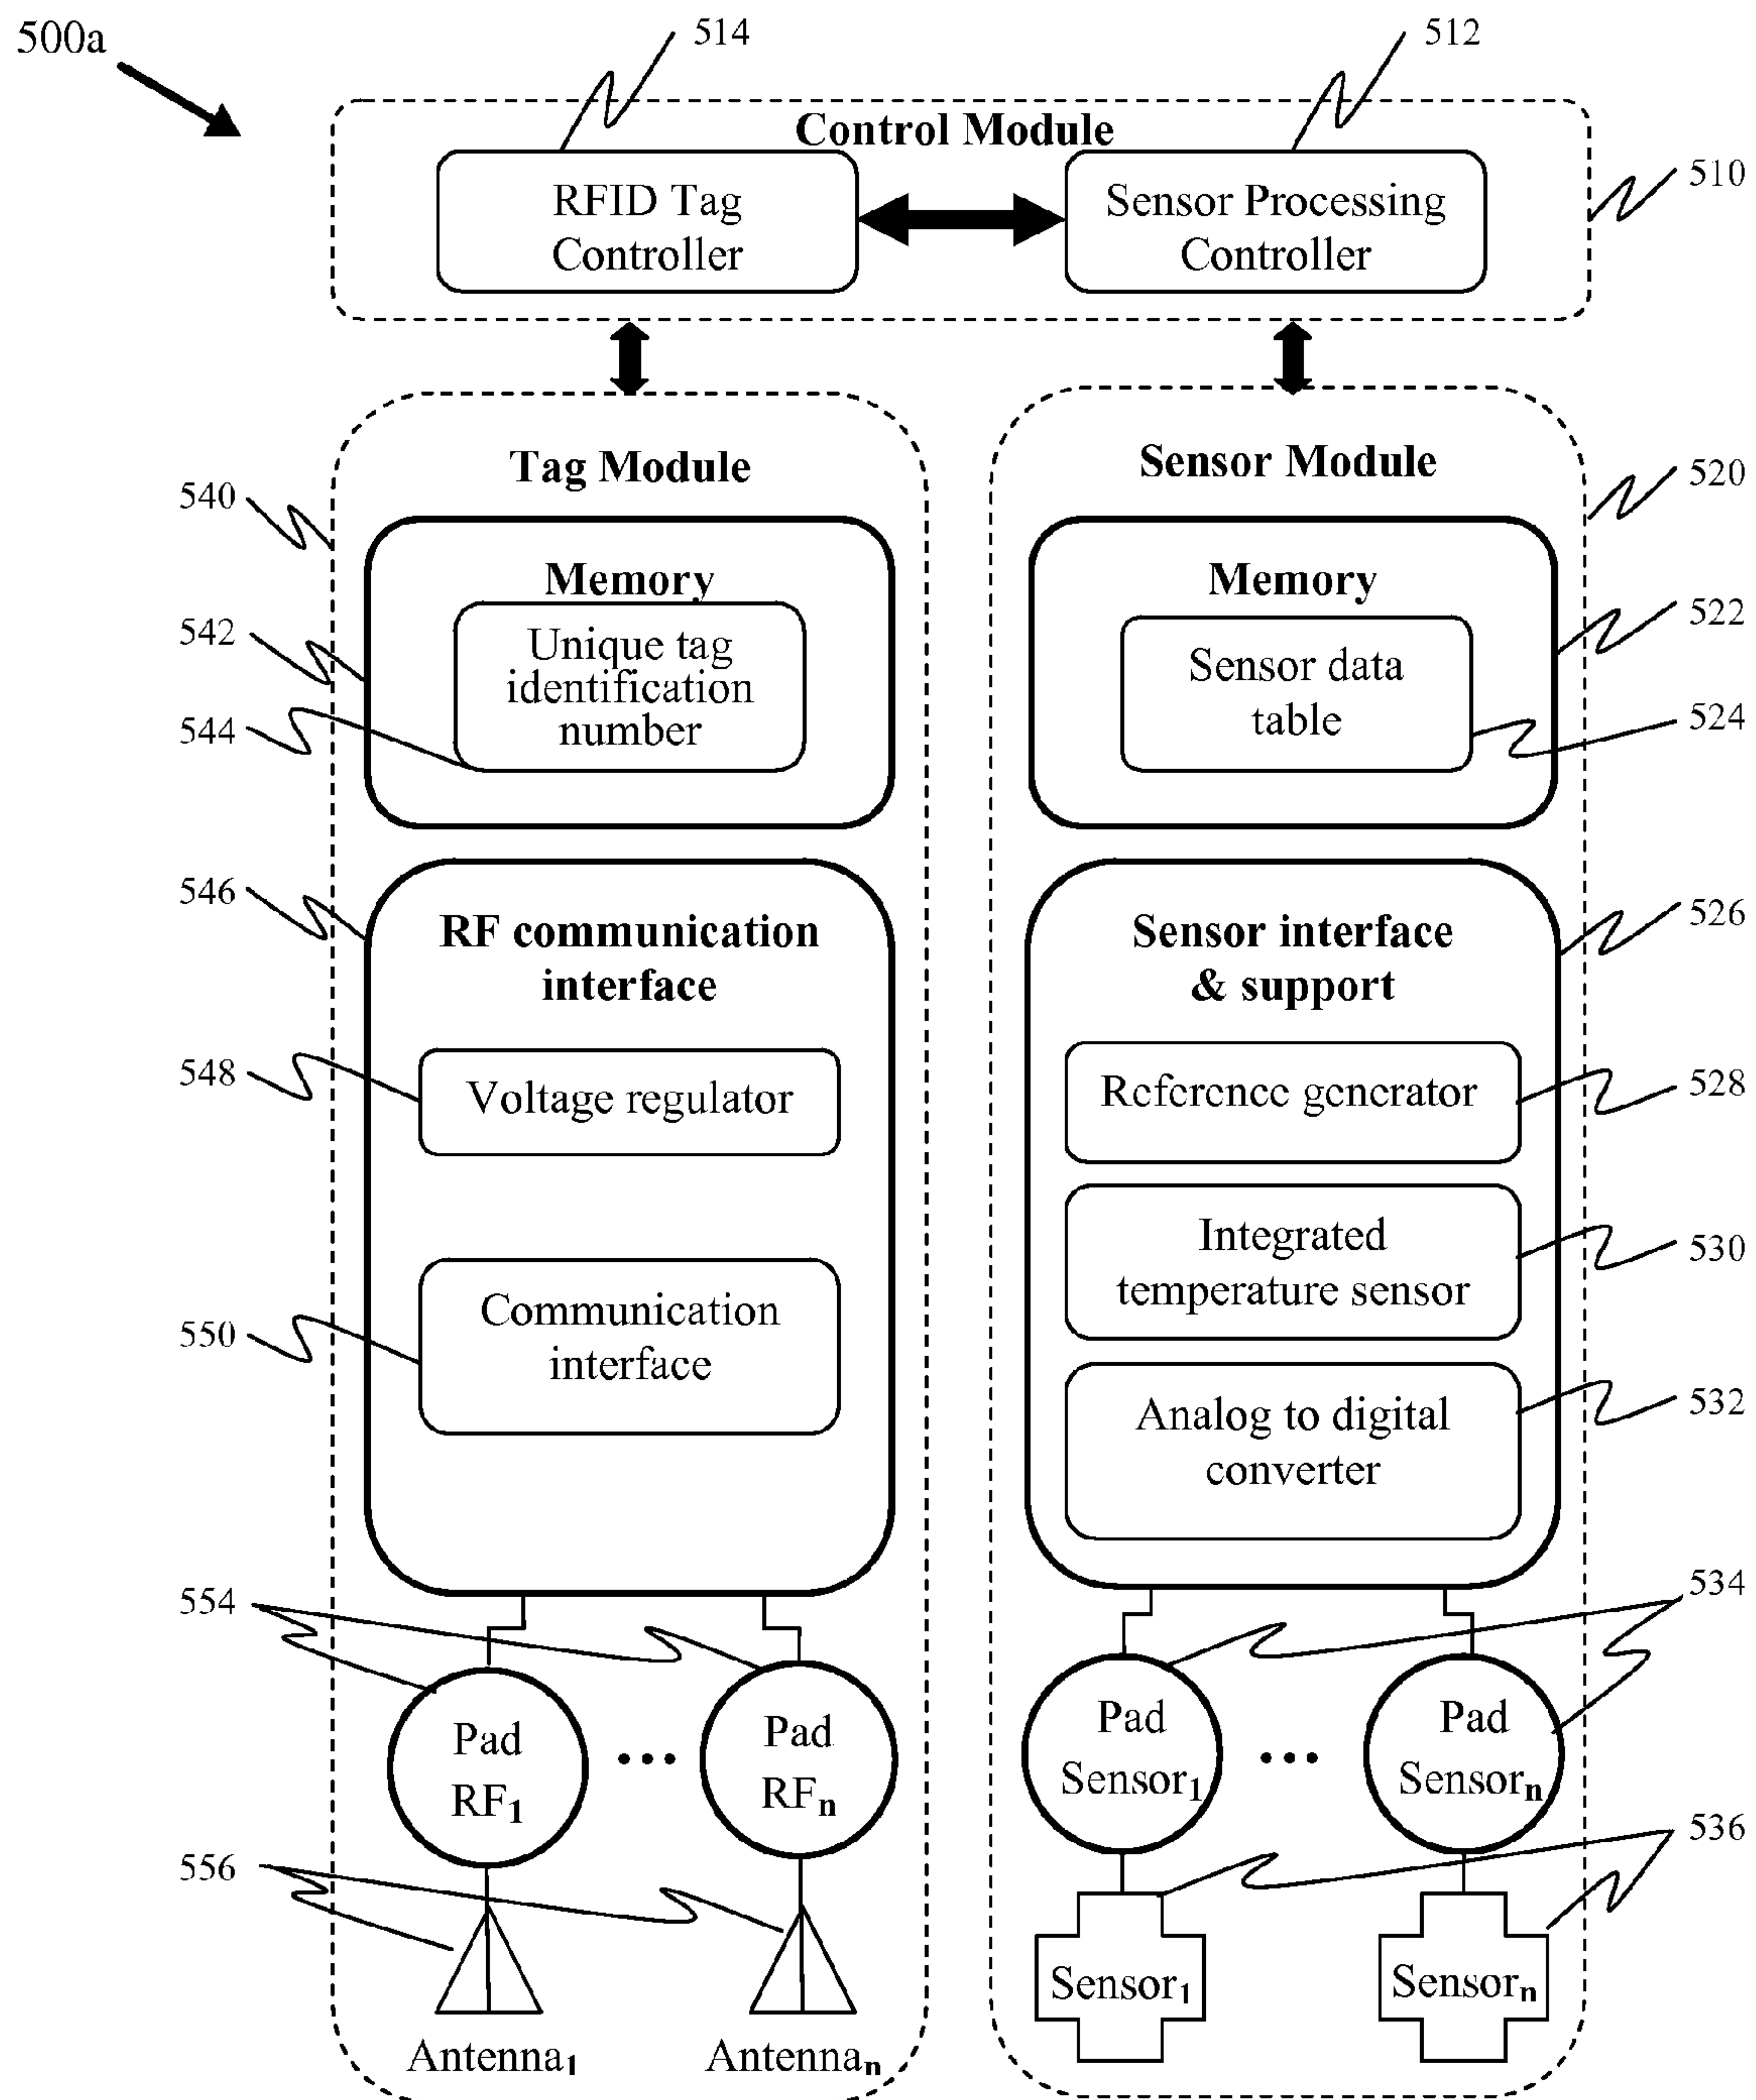 500a
514
512
Control Module
RFID Tag
Controller
Sensor Processing
Controller
510
Tag Module
540
Memory
542
Unique tag
identification
number
544
546
RF communication
interface
548
Voltage regulator
550
Communication
interface
554
Pad
RF1
Pad
RFn
556
Antenna1
Antennan
Sensor Module
520
Memory
522
Sensor data
table
524
526
Sensor interface
& support
Reference generator
528
Integrated
temperature sensor
530
Analog to digital
converter
532
534
Pad
Sensor1
Pad
Sensorn
536
Sensor1
Sensorn